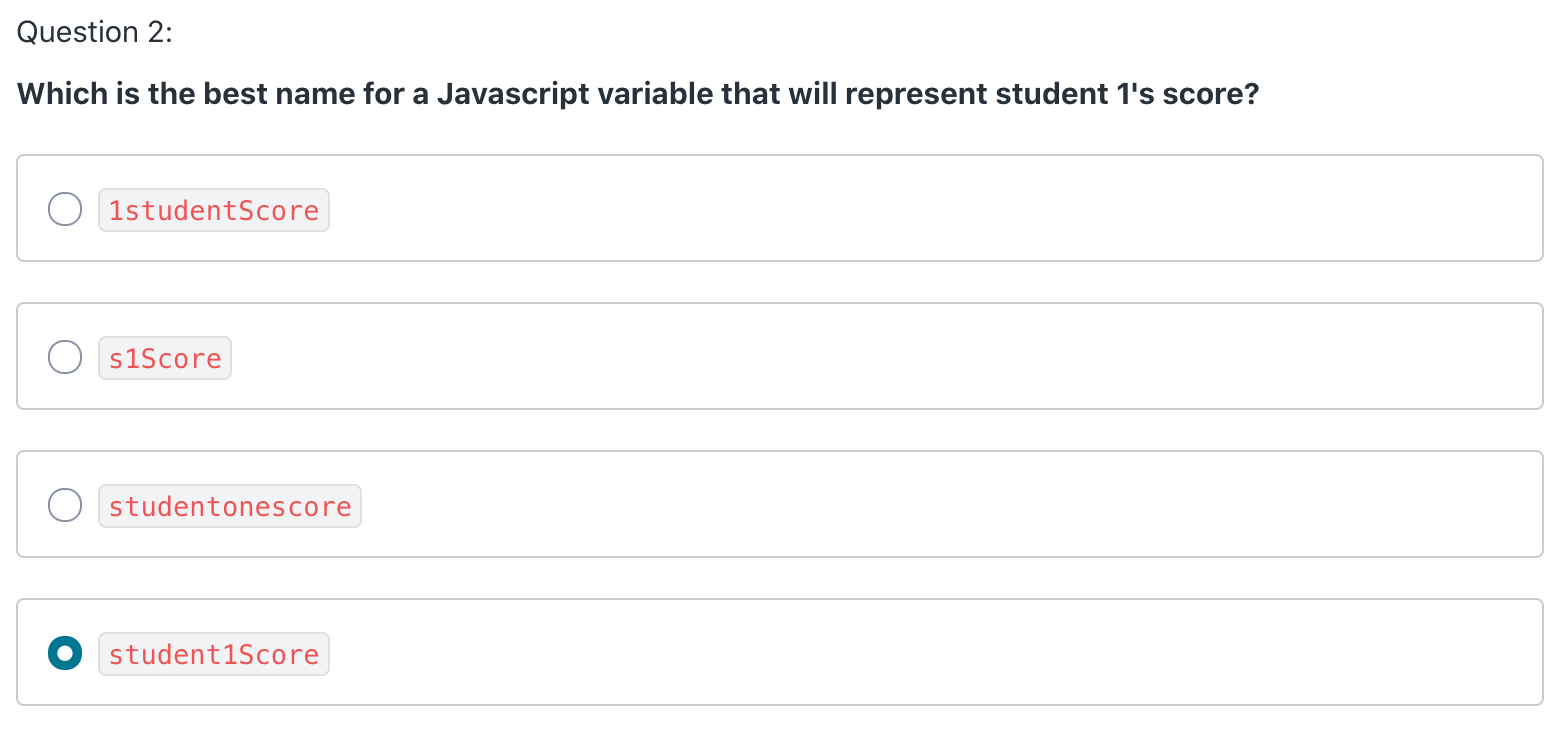 Question 2:
Which is the best name for a Javascript variable that will represent student 1's score?
1studentScore
s1Score
studentonescore
student1Score